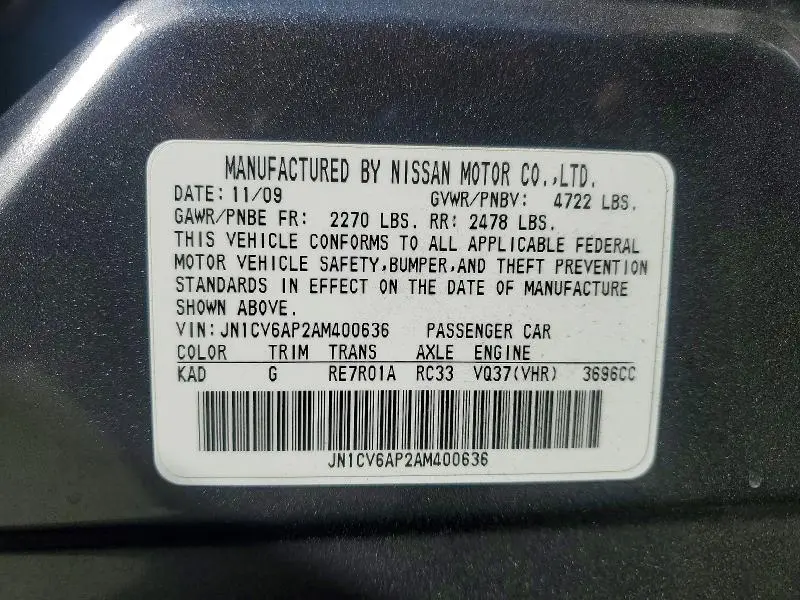 MANUFACTURED BY NISSAN MOTOR CO.,LTD.
DATE: 11/09 GVWR/PNBV: 4722 LBS.
GAWR/PNBE FR: 2270 LBS. RR: 2478 LBS.
THIS VEHICLE CONFORMS TO ALL APPLICABLE FEDERAL
MOTOR VEHICLE SAFETY,BUMPER,AND THEFT PREVENTION
STANDARDS IN EFFECT ON THE DATE OF MANUFACTURE
SHOWN ABOVE.
VIN: JN1CV6AP2AM400636 PASSENGER CAR
COLOR TRIM TRANS AXLE ENGINE
KAD G RE7R01A RC33 VQ37(VHR) 3696CC
JN1CV6AP2AM400636